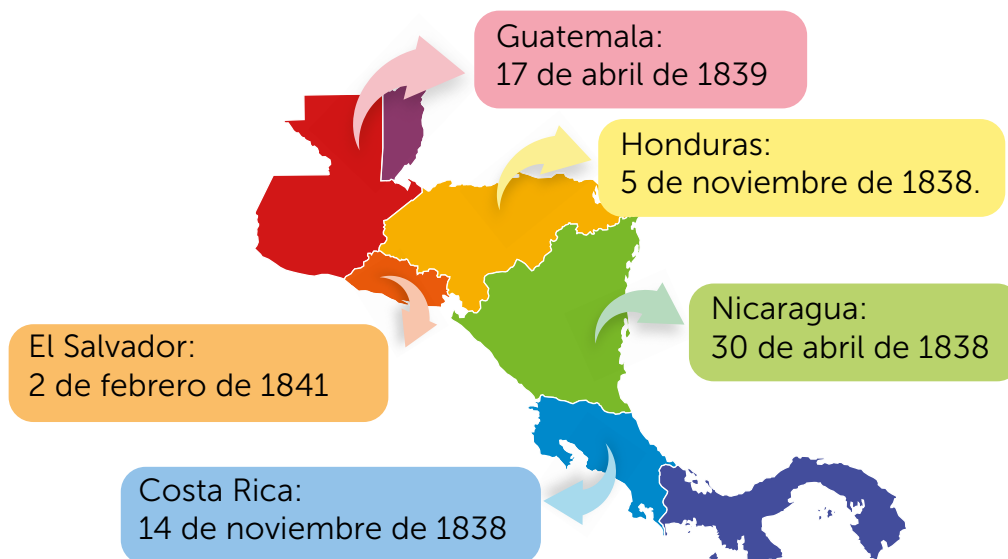 Guatemala:
17 de abril de 1839
Honduras:
5 de noviembre de 1838.
Nicaragua:
30 de abril de 1838
El Salvador:
2 de febrero de 1841
Costa Rica:
14 de noviembre de 1838